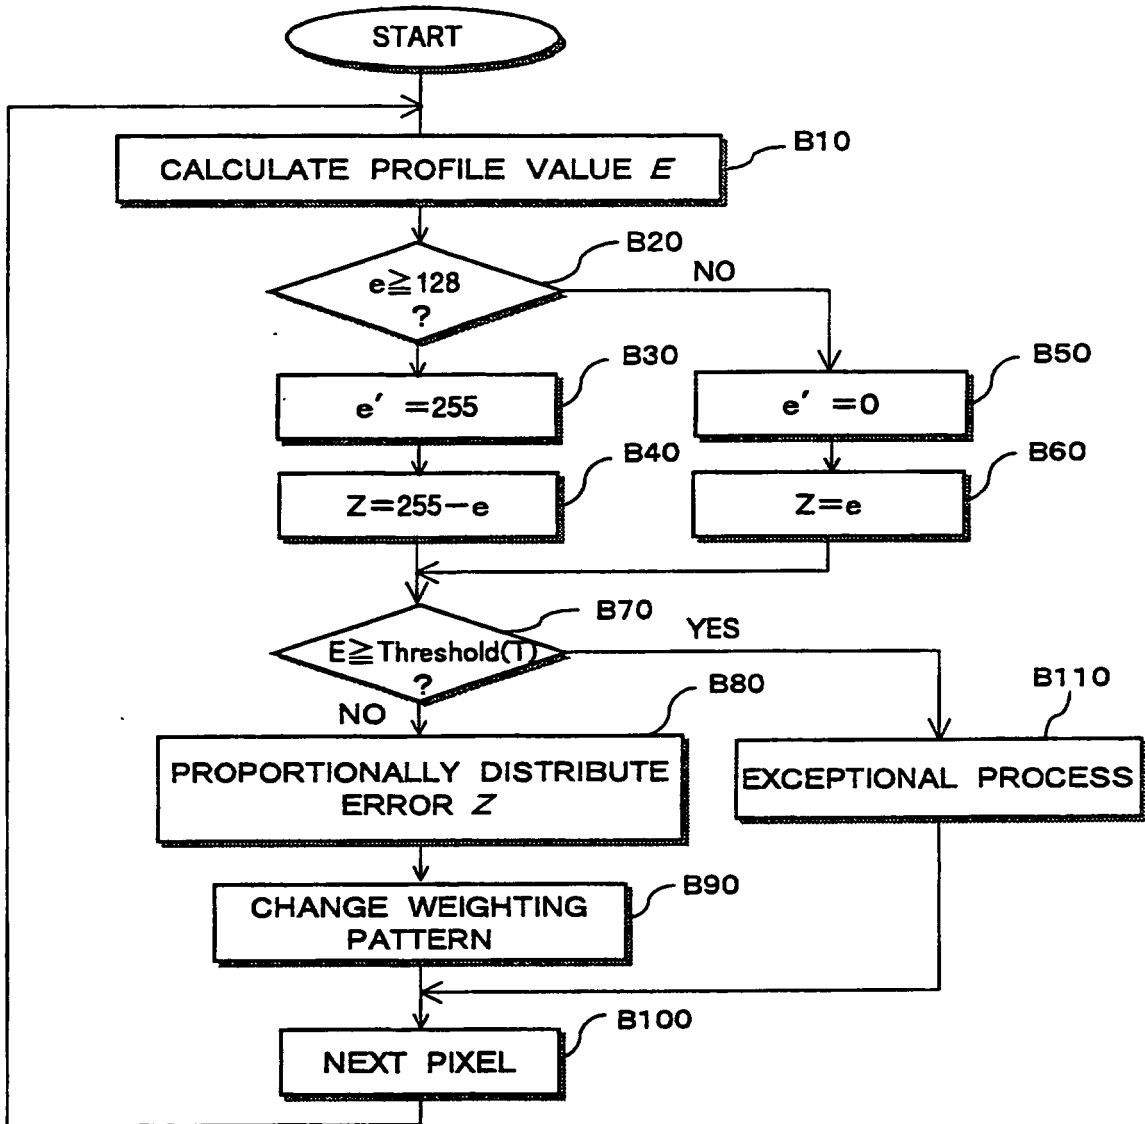 START
CALCULATE PROFILE VALUE E
B10
e≧128
?
B20
NO
e′ =255
B30
e′ =0
B50
Z=255-e
B40
Z=e
B60
E≧Threshold(T)
?
B70
YES
NO
PROPORTIONALLY DISTRIBUTE
ERROR Z
B80
EXCEPTIONAL PROCESS
B110
CHANGE WEIGHTING
PATTERN
B90
NEXT PIXEL
B100